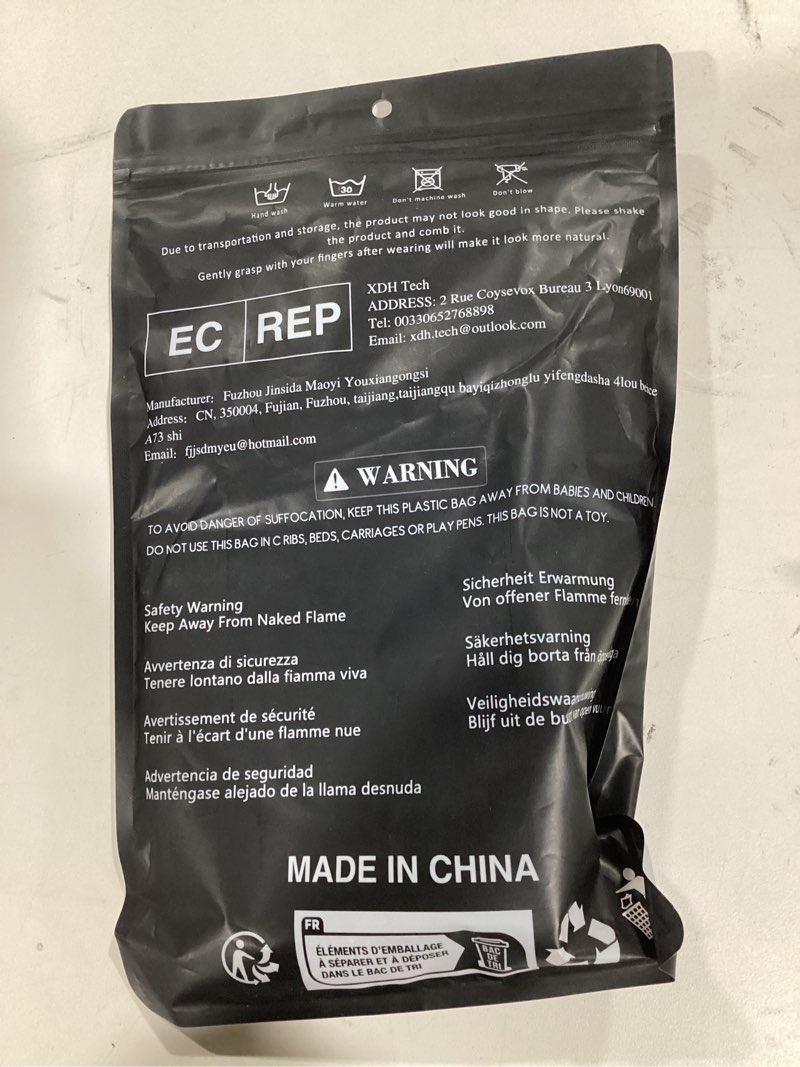 Hand wash
30
Warm water
Don't machine wash
Don't blow
Due to transportation and storage, the product may not look good in shape. Please shake
the product and comb it.
Gently grasp with your fingers after wearing will make it look more natural.
EC REP
XDH Tech
ADDRESS: 2 Rue Coysevox Bureau 3 Lyon69001
Tel: 00330652768898
Email: xdh.tech@outlook.com
Manufacturer: Fuzhou Jinsida Maoyi Youxiangongsi
Address: CN, 350004, Fujian, Fuzhou, taijiang,taijiangqu bayiqizhonglu yifengdasha 4lou
A73 shi
Email: fjjsdmyeu@hotmail.com
WARNING
TO AVOID DANGER OF SUFFOCATION, KEEP THIS PLASTIC BAG AWAY FROM BABIES AND CHILDREN.
DO NOT USE THIS BAG IN C RIBS, BEDS, CARRIAGES OR PLAY PENS. THIS BAG IS NOT A TOY.
Safety Warning
Keep Away From Naked Flame
Avvertenza di sicurezza
Tenere lontano dalla fiamma viva
Avertissement de sécurité
Tenir à l'écart d'une flamme nue
Advertencia de seguridad
Manténgase alejado de la llama desnuda
Sicherheit Erwarmung
Von offener Flamme
Säkerhetsvarning
Håll dig borta från
Blijf uit de
MADE IN CHINA
FR
ÉLÉMENTS D'EMBALLAGE
À SÉPARER ET À DÉPOSER
DANS LE BAC DE TRI
BAC
DE
TRI